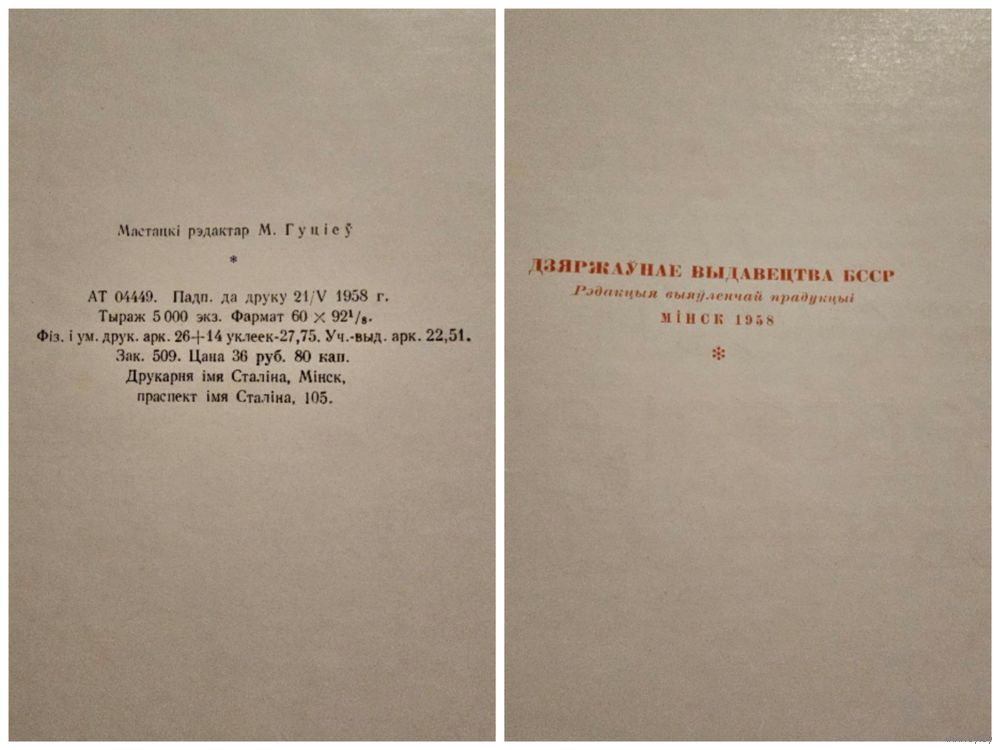 Мастацкі рэдактар М. Гуціеў
*
АТ 04449. Падп. да друку 21/V 1958 г.
Тыраж 5 000 экз. Фармат 60 × 92¹/₈.
Фіз. і ум. друк. арк. 26+14 уклеек-27,75. Уч.-выд. арк. 22,51.
Зак. 509. Цана 36 руб. 80 кап.
Друкарня імя Сталіна, Мінск,
праспект імя Сталіна, 105.
ДЗЯРЖАЎНАЕ ВЫДАВЕЦТВА БССР
Рэдакцыя выяўленчай прадукцыі
МІНСК 1958
*